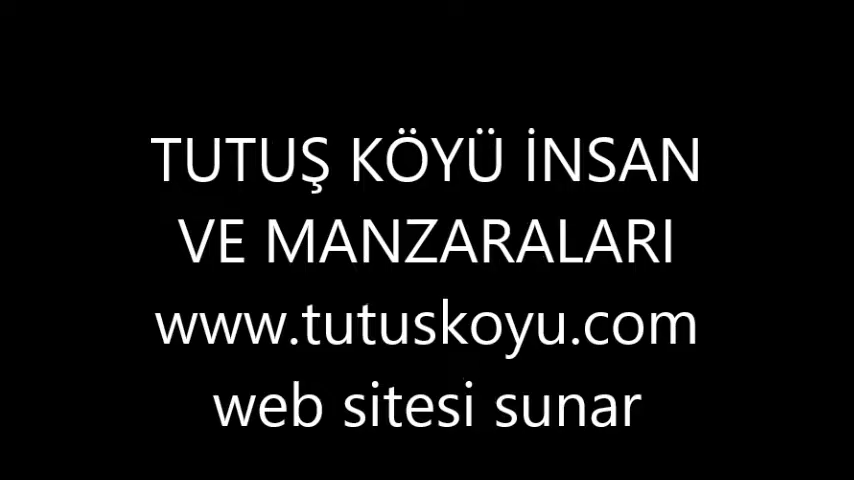 TUTUŞ KÖYÜ İNSAN
VE MANZARALARI
www.tutuskoyu.com
web sitesi sunar